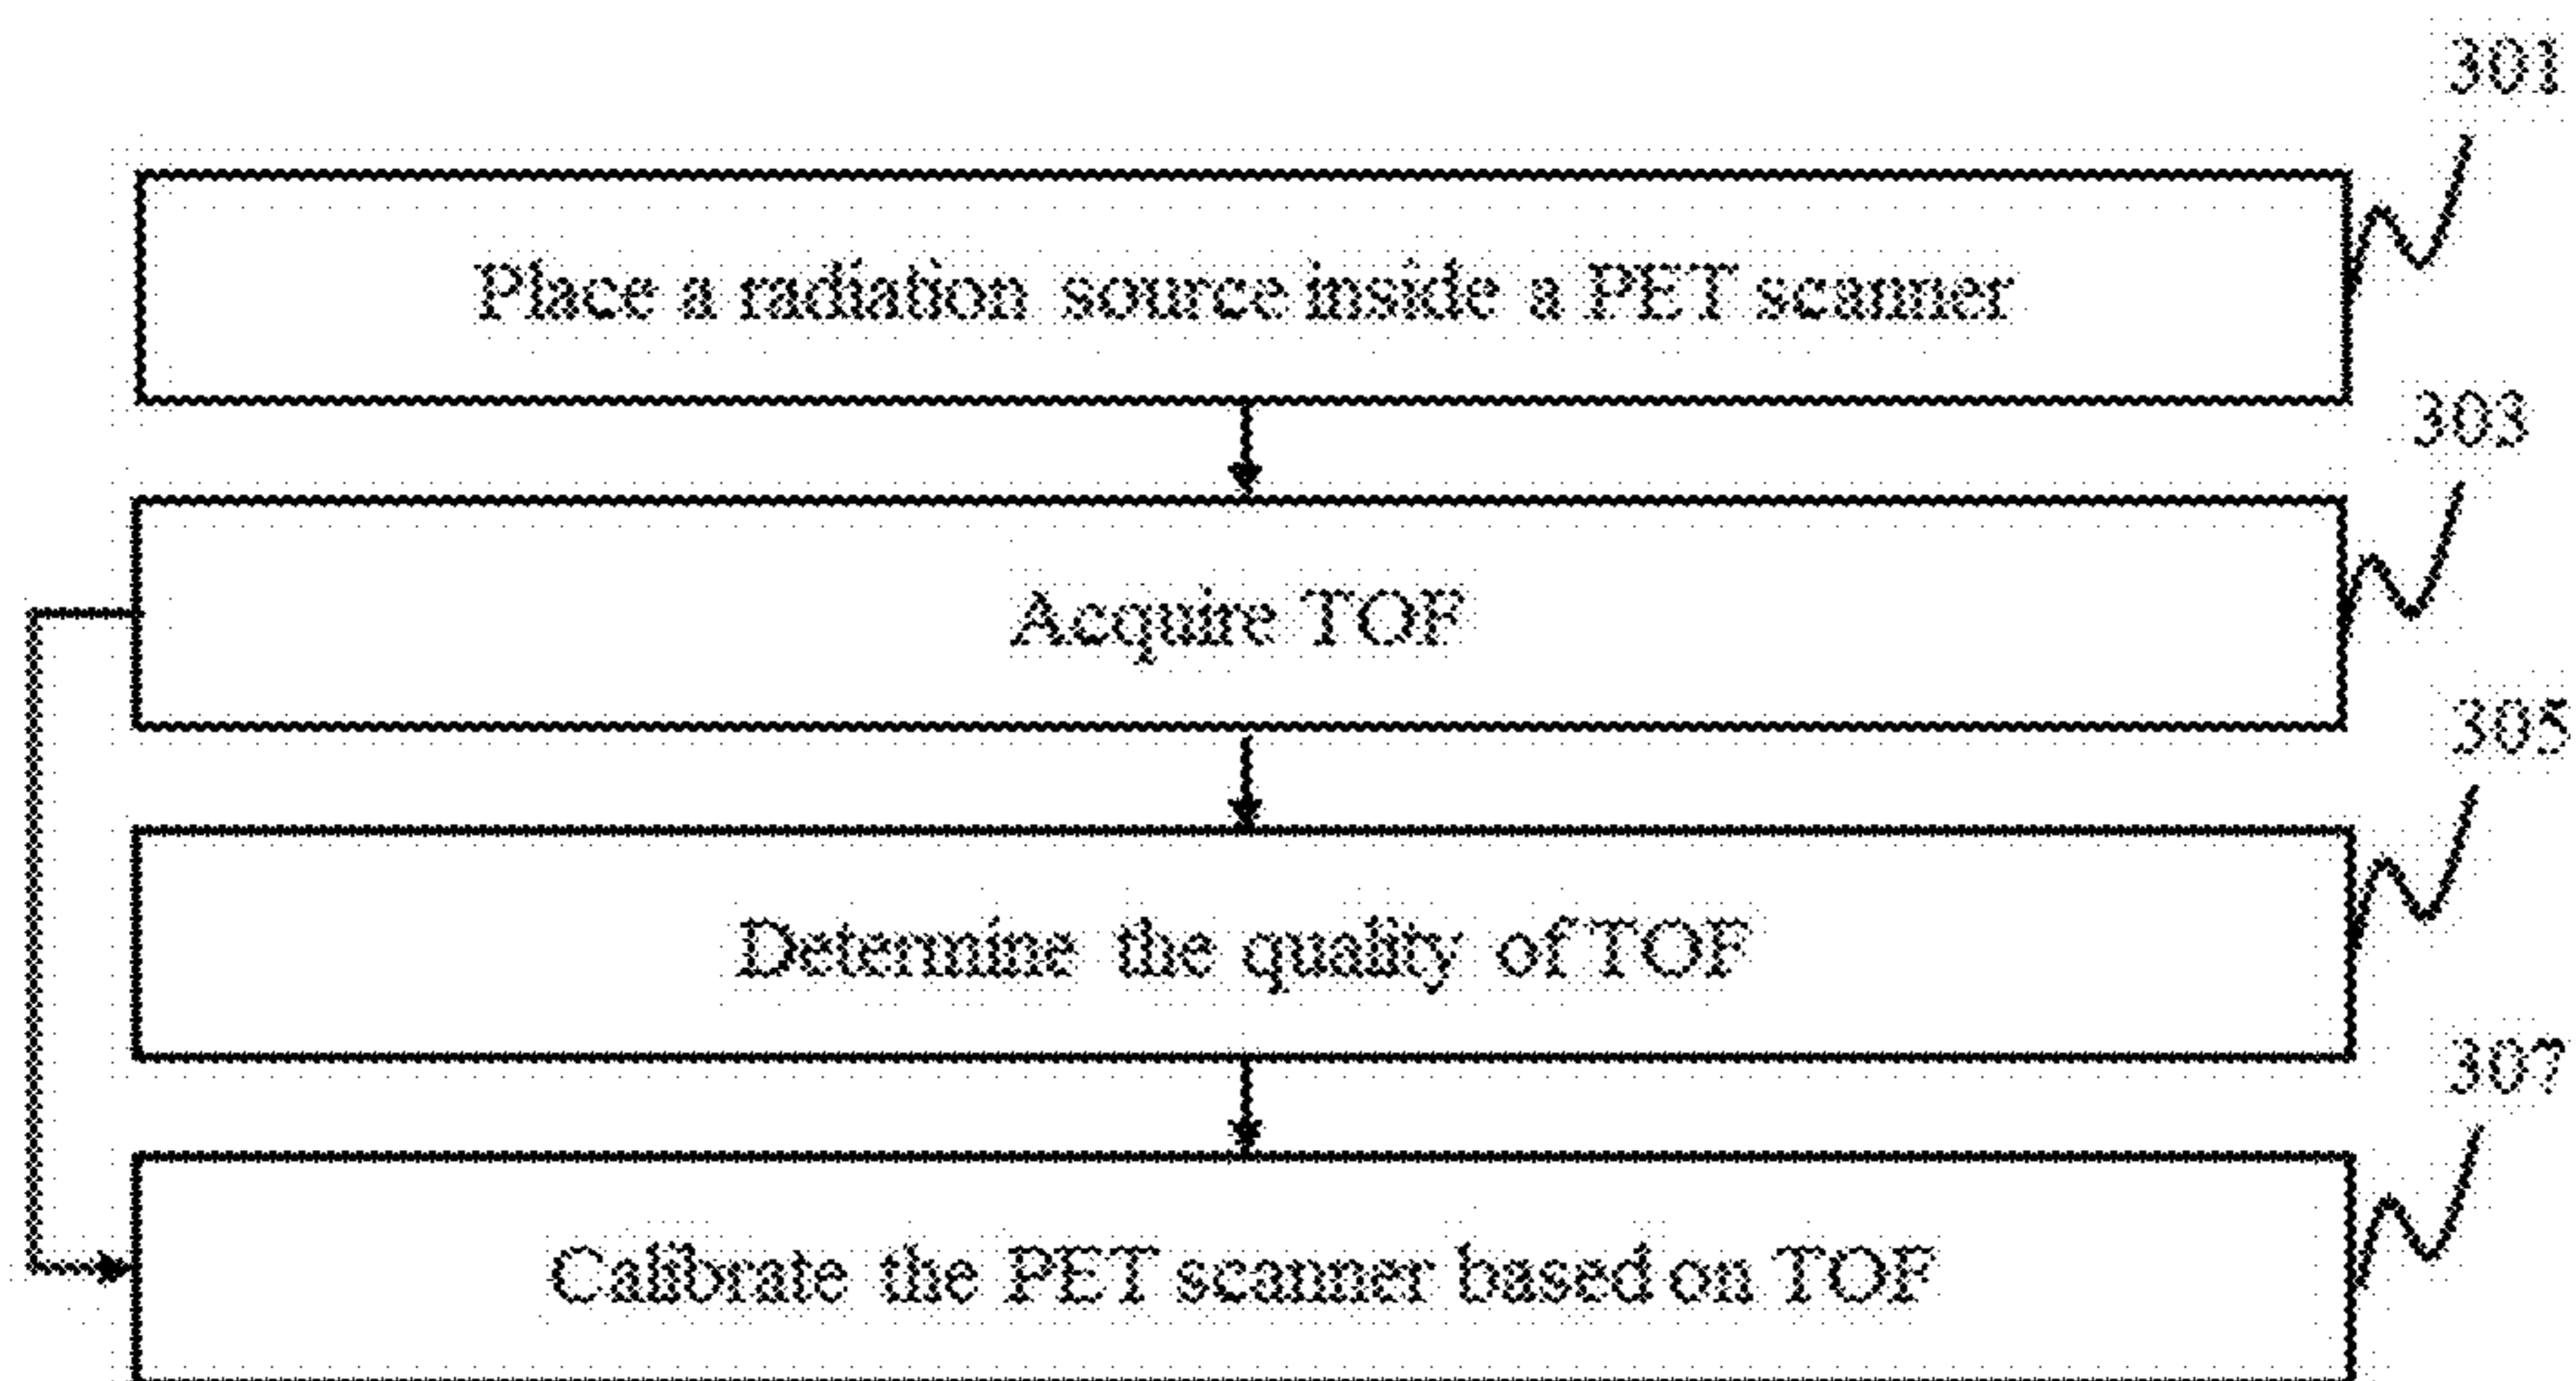 301
Place a radiation source inside a PET scanner
303
Acquire TOF
305
Determine the quality of TOF
307
Calibrate the PET scanner based on TOF